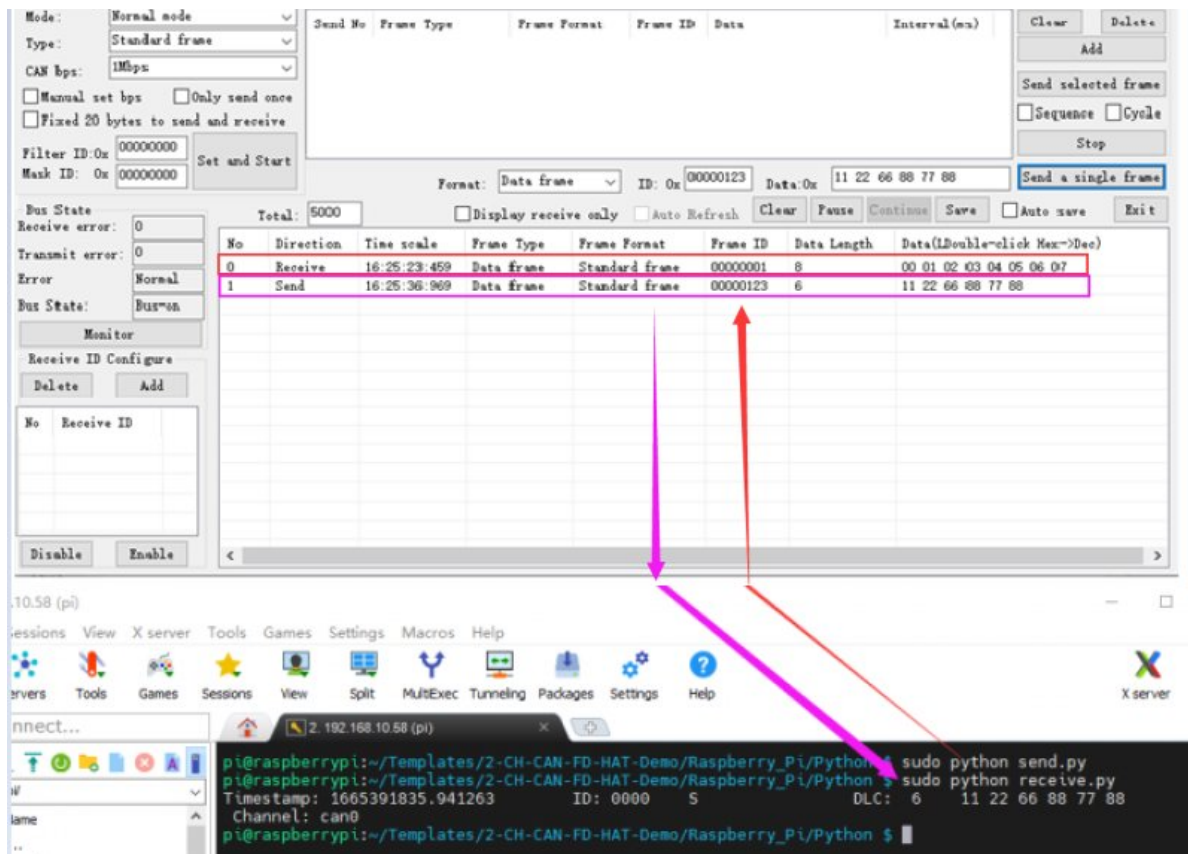 Mode: Normal mode
Type: Standard frame
CAN bps: 1Mbps
Manual set bps Only send once
Fixed 20 bytes to send and receive
Filter ID:0x 00000000
Mask ID: 0x 00000000
Set and Start
Send No Frame Type Frame Format Frame ID Data Interval(ms)
Clear Delete
Add
Send selected frame
Sequence Cycle
Stop
Format: Data frame ID: 0x 00000123 Data:0x 11 22 66 88 77 88 Send a single frame
Bus State
Receive error: 0
Transmit error: 0
Error Normal
Bus State: Bus-on
Monitor
Receive ID Configure
Delete Add
No Receive ID
Disable Enable
Total: 5000 Display receive only Auto Refresh Clear Pause Continue Save Auto save Exit
No Direction Time scale Frame Type Frame Format Frame ID Data Length Data(LDouble-click Hex->Dec)
0 Receive 16:25:23:459 Data frame Standard frame 00000001 8 00 01 02 03 04 05 06 07
1 Send 16:25:36:969 Data frame Standard frame 00000123 6 11 22 66 88 77 88
.10.58 (pi)
essions View X server Tools Games Settings Macros Help
ervers Tools Games Sessions View Split MultiExec Tunneling Packages Settings Help X server
nnect...
2. 192.168.10.58 (pi)
ame
..
pi@raspberrypi:~/Templates/2-CH-CAN-FD-HAT-Demo/Raspberry_Pi/Python $ sudo python send.py
pi@raspberrypi:~/Templates/2-CH-CAN-FD-HAT-Demo/Raspberry_Pi/Python $ sudo python receive.py
Timestamp: 1665391835.941263 ID: 0000 S DLC: 6 11 22 66 88 77 88
Channel: can0
pi@raspberrypi:~/Templates/2-CH-CAN-FD-HAT-Demo/Raspberry_Pi/Python $